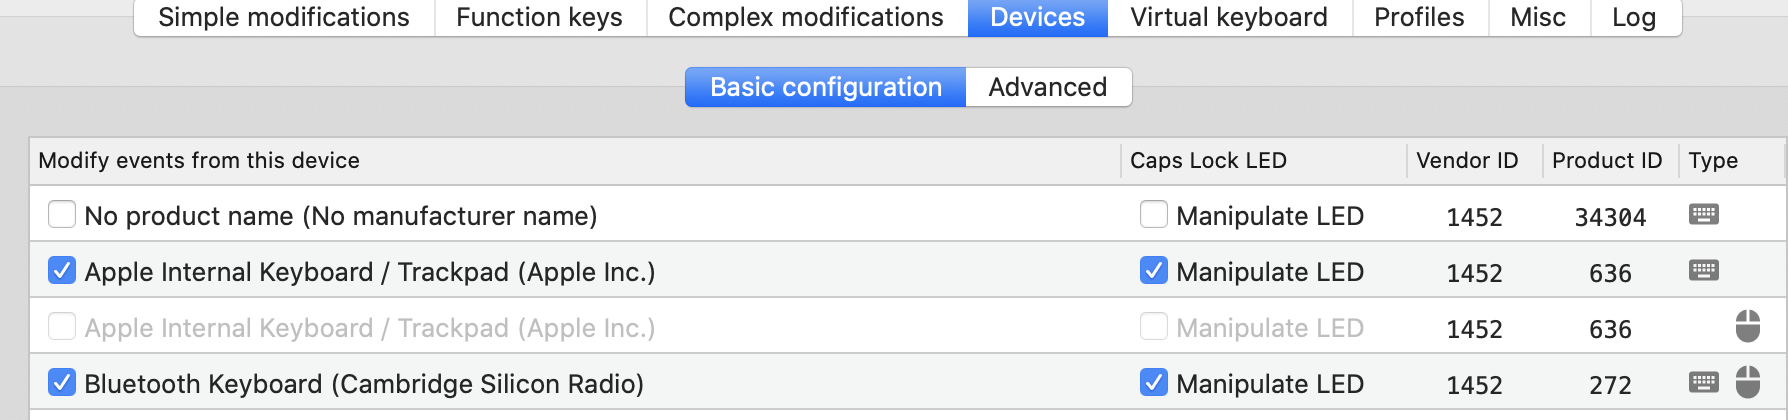 Simple modifications Function keys Complex modifications Devices Virtual keyboard Profiles Misc Log
Basic configuration Advanced
Modify events from this device Caps Lock LED Vendor ID Product ID Type
No product name (No manufacturer name) Manipulate LED 1452 34304
Apple Internal Keyboard / Trackpad (Apple Inc.) Manipulate LED 1452 636
Apple Internal Keyboard / Trackpad (Apple Inc.) Manipulate LED 1452 636
Bluetooth Keyboard (Cambridge Silicon Radio) Manipulate LED 1452 272